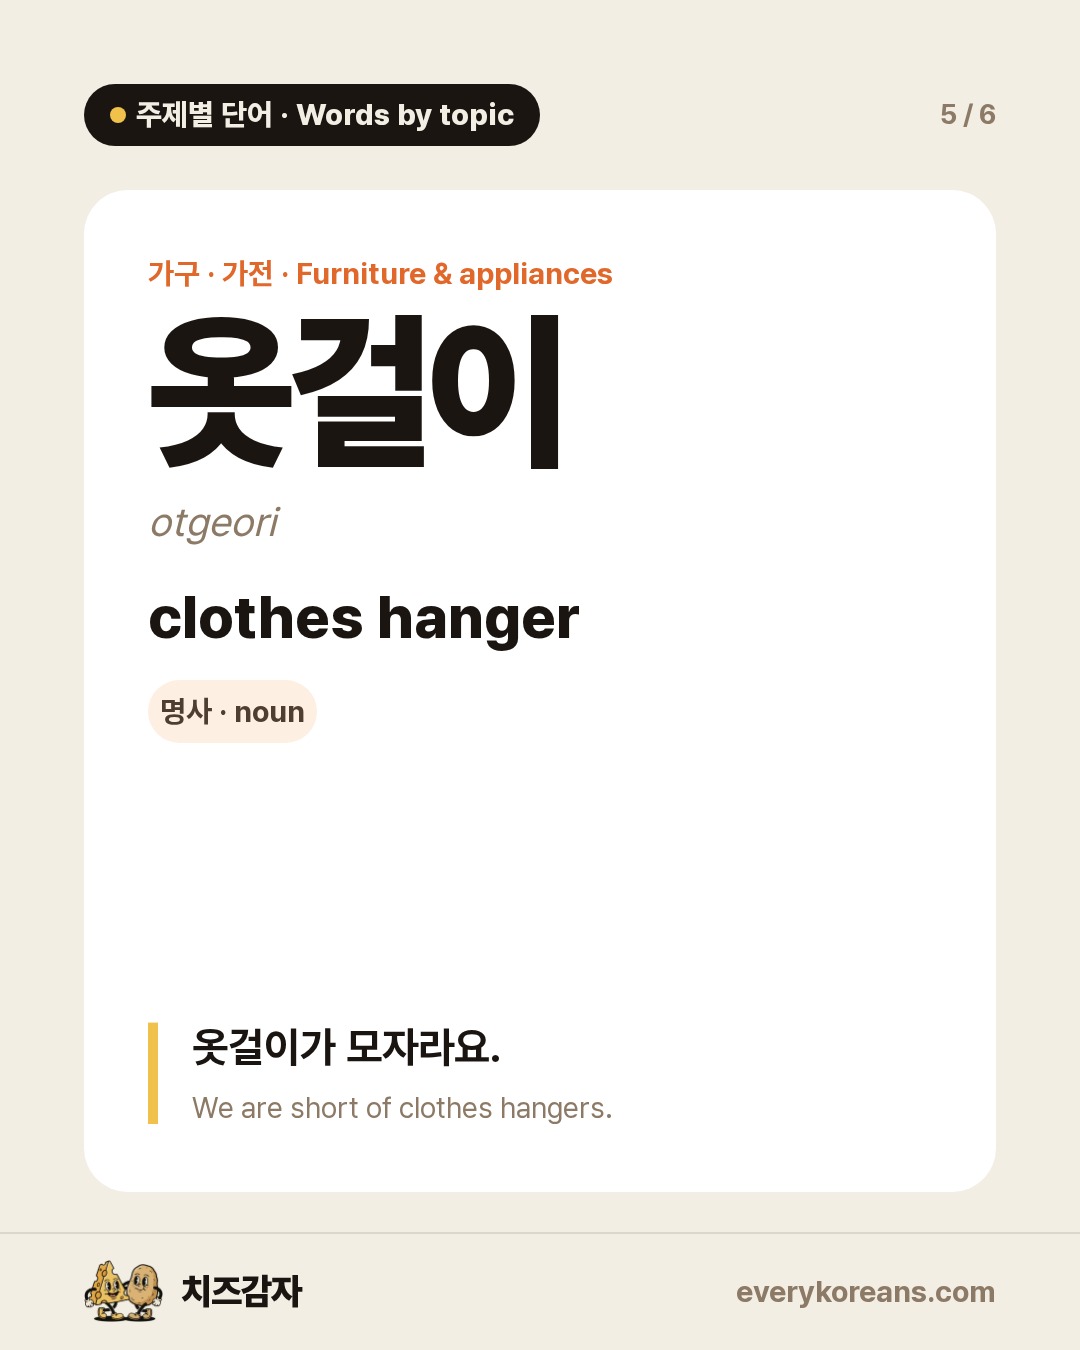 주제별 단어 · Words by topic
5 / 6
가구 · 가전 · Furniture & appliances
옷걸이
otgeori
clothes hanger
명사 · noun
옷걸이가 모자라요.
We are short of clothes hangers.
치즈감자
everykoreans.com